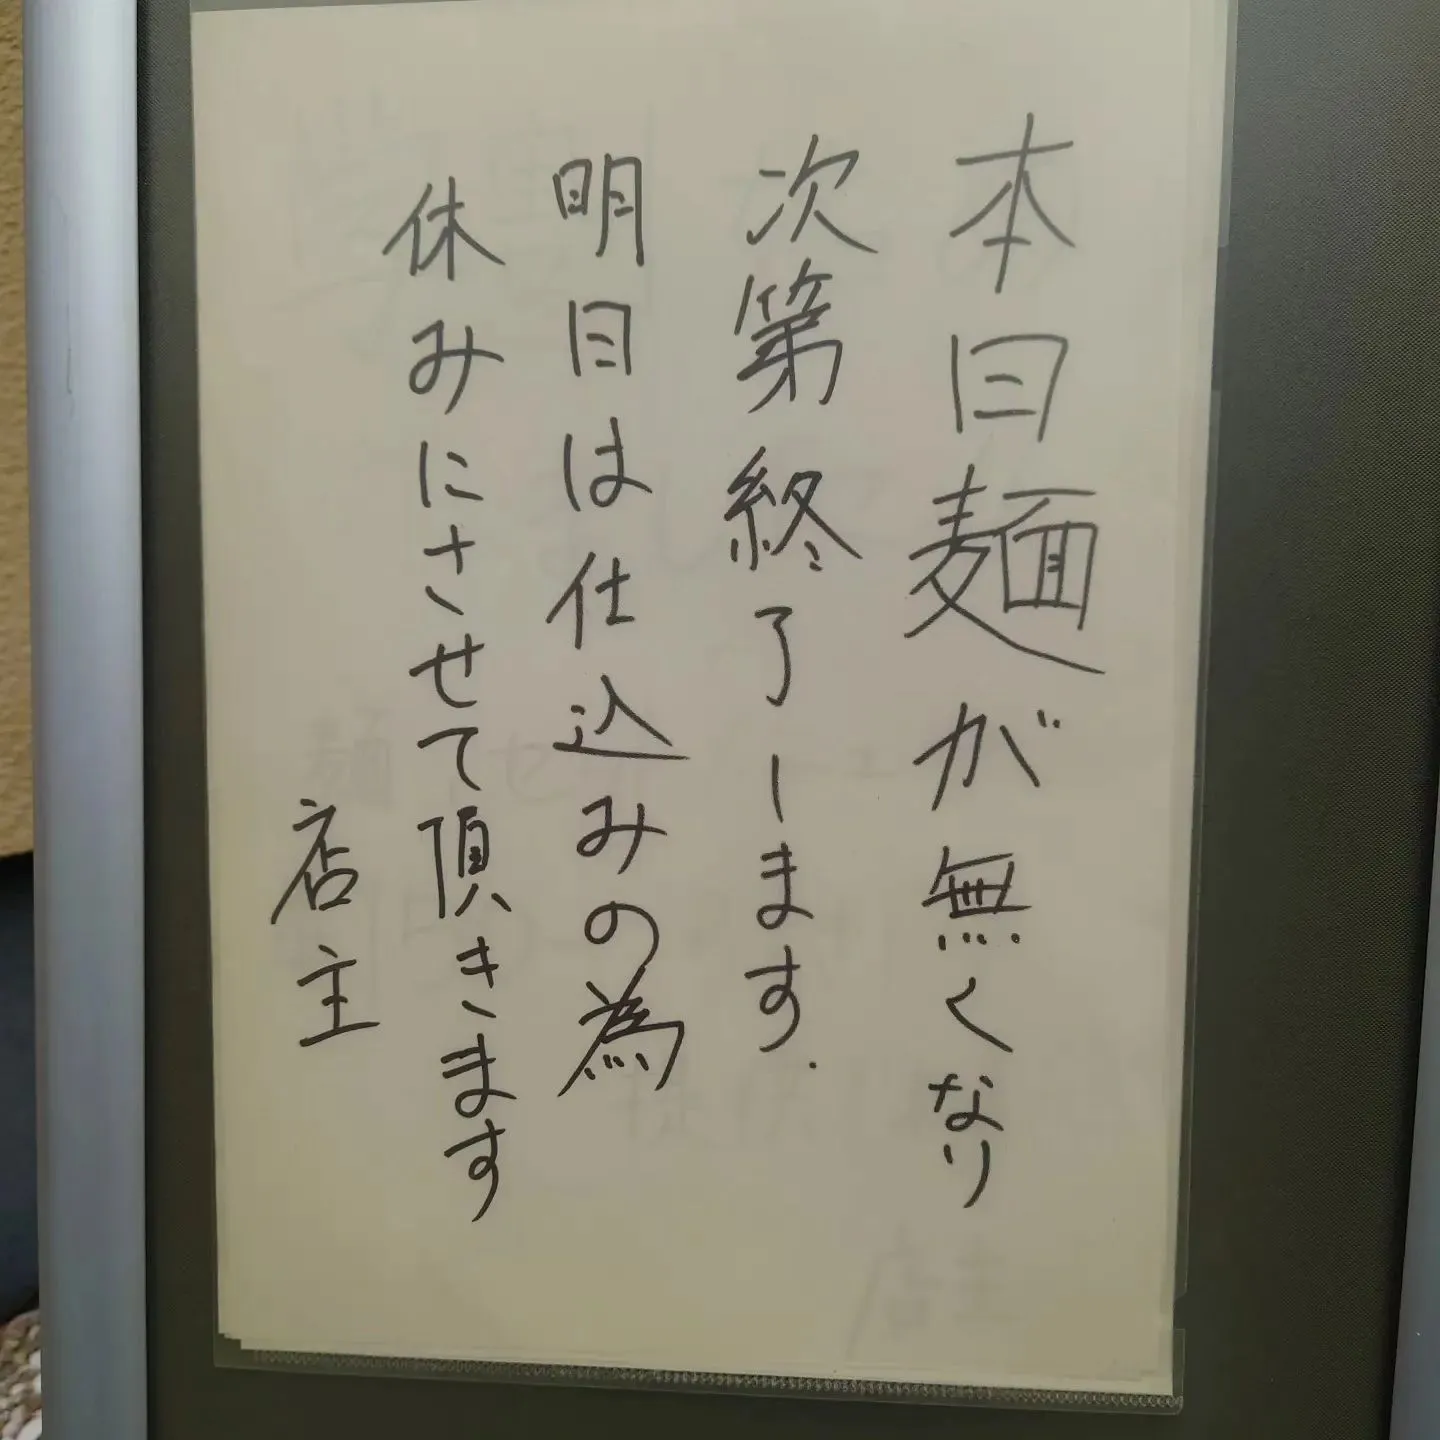 本日麺が無くなり
次第終了します.
明日は仕込みの為
休みにさせて頂きます
店主